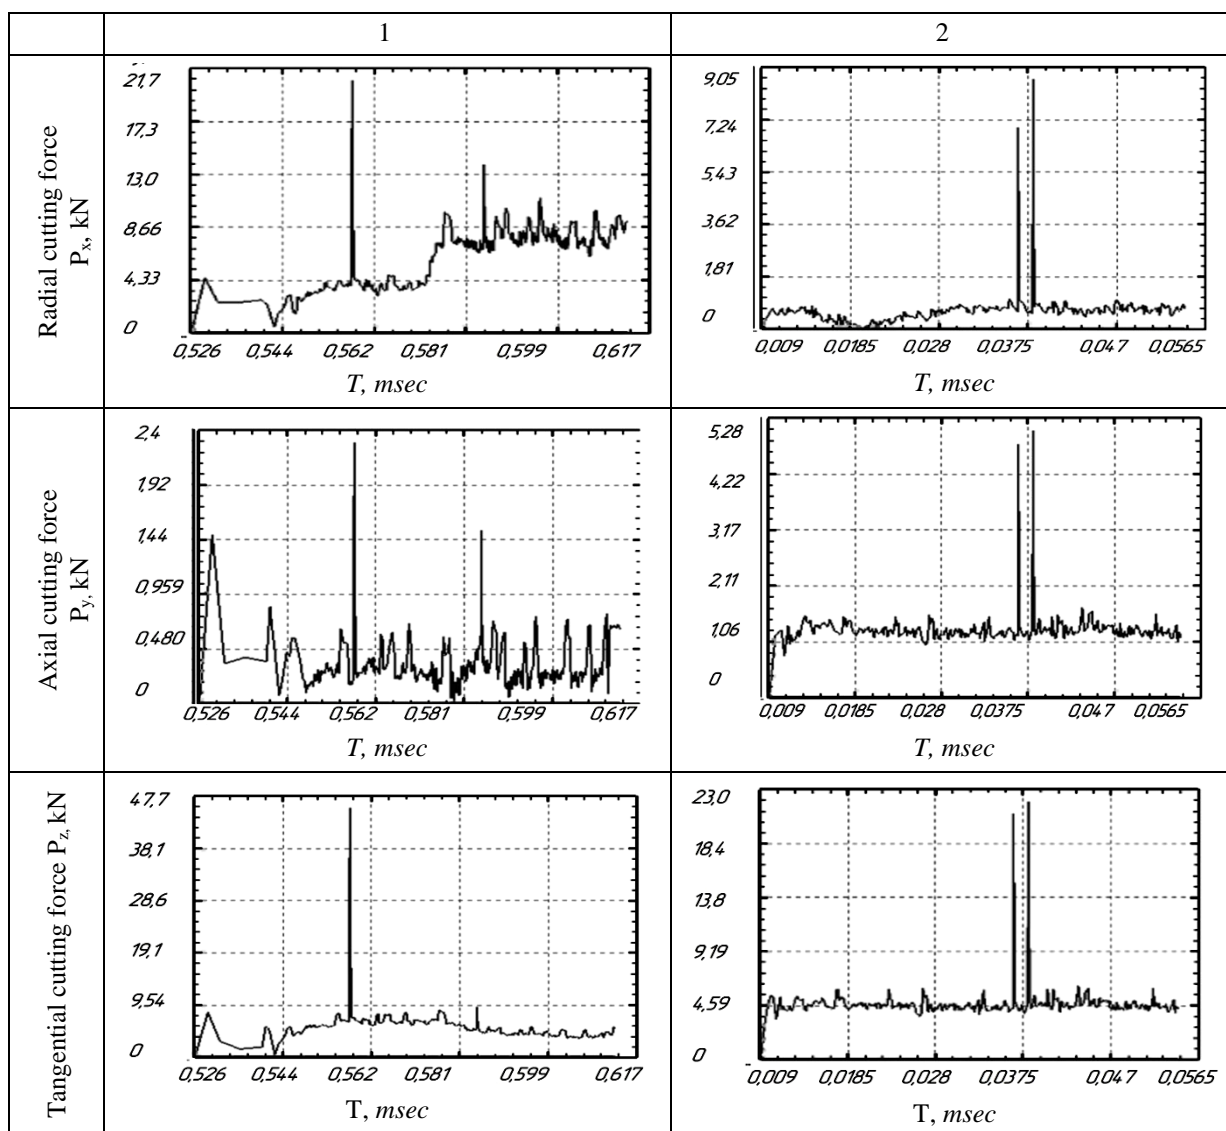 1
2
Radial cutting force
Pₓ, kN
21,7
17,3
13,0
8,66
4,33
0
0,526 0,544 0,562 0,581 0,599 0,617
T, msec
9,05
7,24
5,43
3,62
1,81
0
0,009 0,0185 0,028 0,0375 0,047 0,0565
T, msec
Axial cutting force
Py, kN
2,4
1,92
1,44
0,959
0,480
0
0,526 0,544 0,562 0,581 0,599 0,617
T, msec
5,28
4,22
3,17
2,11
1,06
0
0,009 0,0185 0,028 0,0375 0,047 0,0565
T, msec
Tangential cutting force Pz, kN
47,7
38,1
28,6
19,1
9,54
0
0,526 0,544 0,562 0,581 0,599 0,617
T, msec
23,0
18,4
13,8
9,19
4,59
0
0,009 0,0185 0,028 0,0375 0,047 0,0565
T, msec